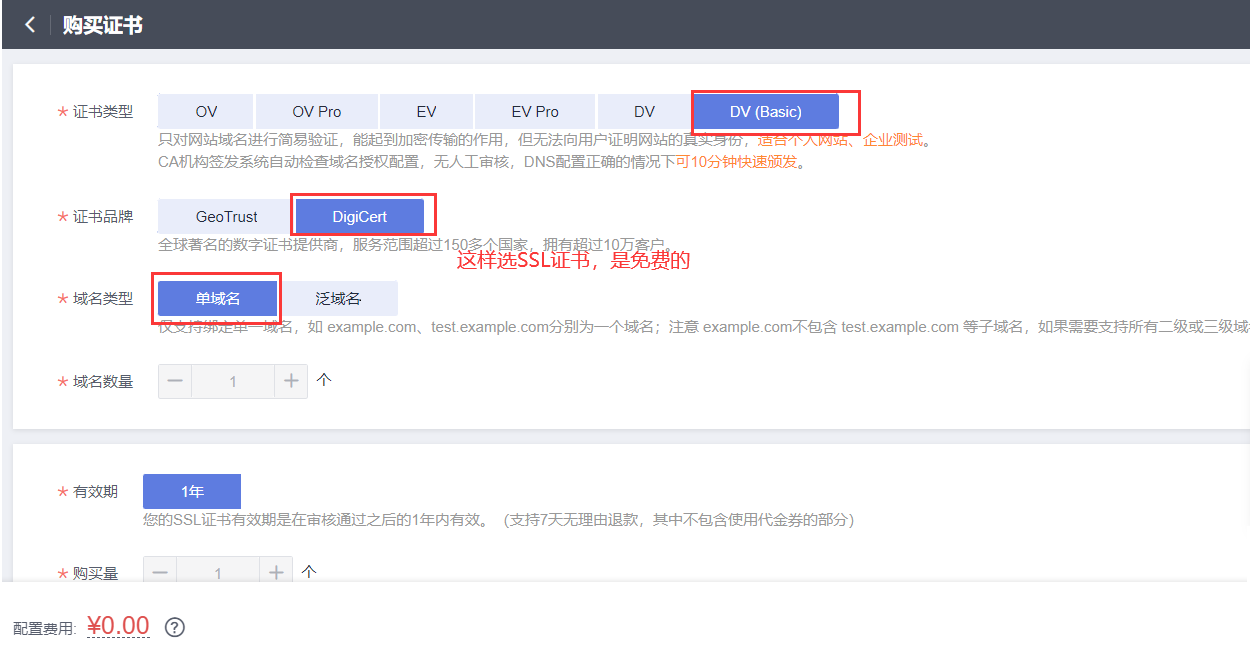 购买证书
* 证书类型 OV OV Pro EV EV Pro DV DV (Basic)
只对网站域名进行简易验证，能起到加密传输的作用，但无法向用户证明网站的真实身份，适合个人网站、企业测试。
CA机构签发系统自动检查域名授权配置，无人工审核，DNS配置正确的情况下可10分钟快速颁发。
* 证书品牌 GeoTrust DigiCert
全球著名的数字证书提供商，服务范围超过150多个国家，拥有超过10万客户。
这样选SSL证书，是免费的
* 域名类型 单域名 泛域名
仅支持绑定单一域名，如 example.com、test.example.com分别为一个域名；注意 example.com不包含 test.example.com 等子域名，如果需要支持所有二级或三级域
* 域名数量 − 1 + 个
* 有效期 1年
您的SSL证书有效期是在审核通过之后的1年内有效。（支持7天无理由退款，其中不包含使用代金券的部分）
* 购买量 − 1 + 个
配置费用: ¥0.00 ?